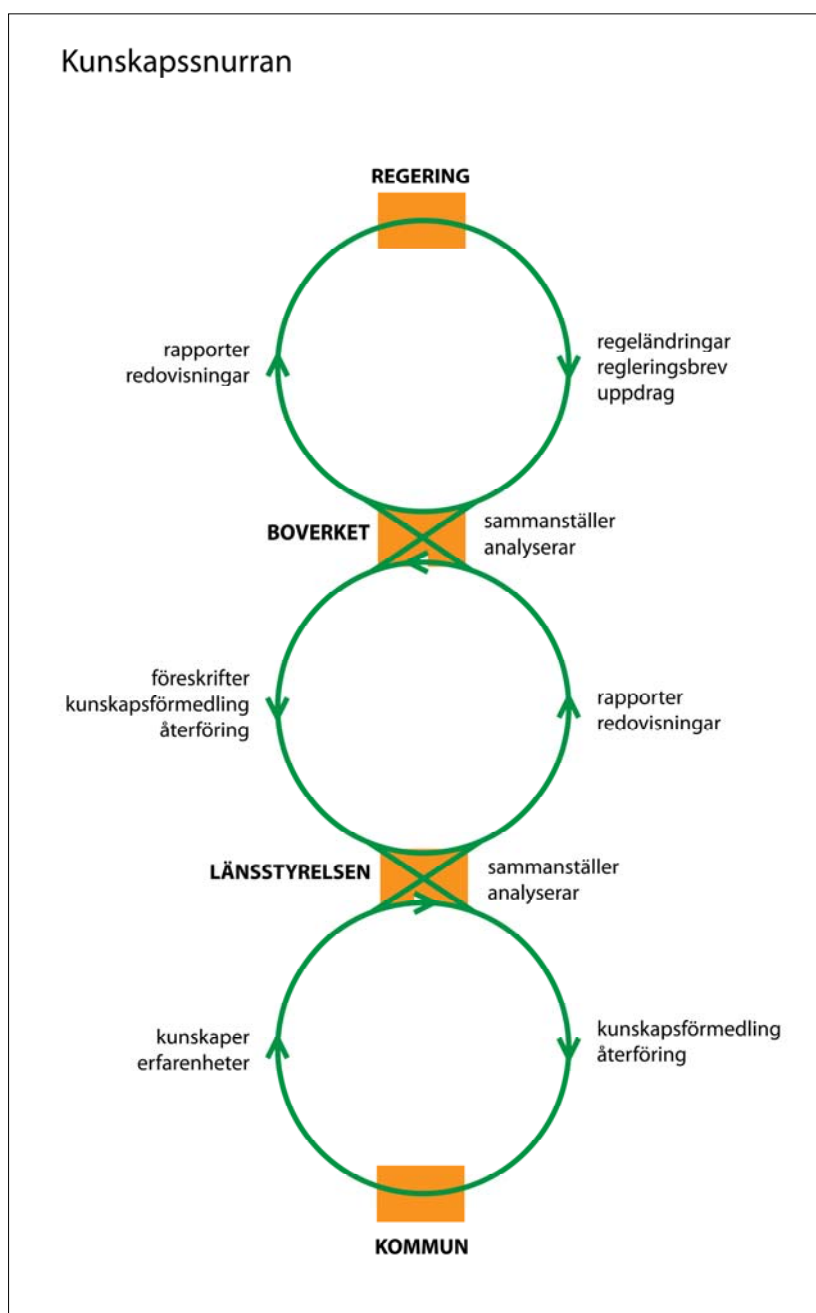 Kunskapssnurran
REGERING
rapporter
redovisningar
regeländringar
regleringsbrev
uppdrag
BOVERKET
sammanställer
analyserar
föreskrifter
kunskapsförmedling
återföring
rapporter
redovisningar
LÄNSSTYRELSEN
sammanställer
analyserar
kunskaper
erfarenheter
kunskapsförmedling
återföring
KOMMUN